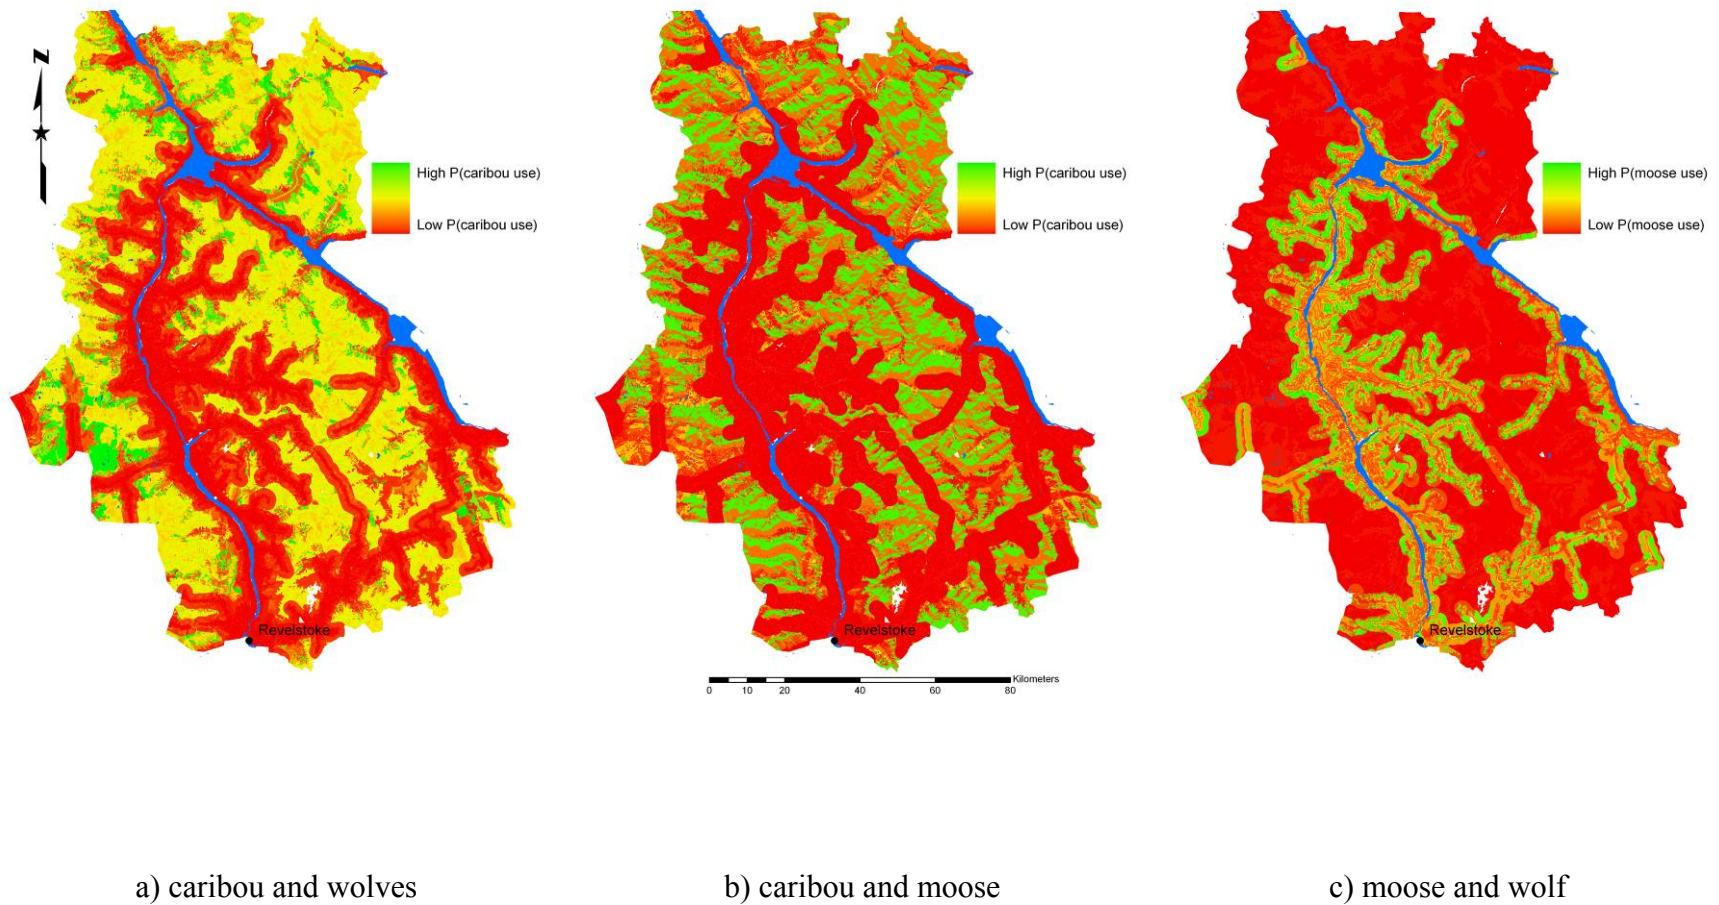 N
High P(caribou use)
Low P(caribou use)
High P(caribou use)
Low P(caribou use)
High P(moose use)
Low P(moose use)
Revelstoke
Revelstoke
Revelstoke
Kilometers
0 10 20 40 60 80
a) caribou and wolves
b) caribou and moose
c) moose and wolf